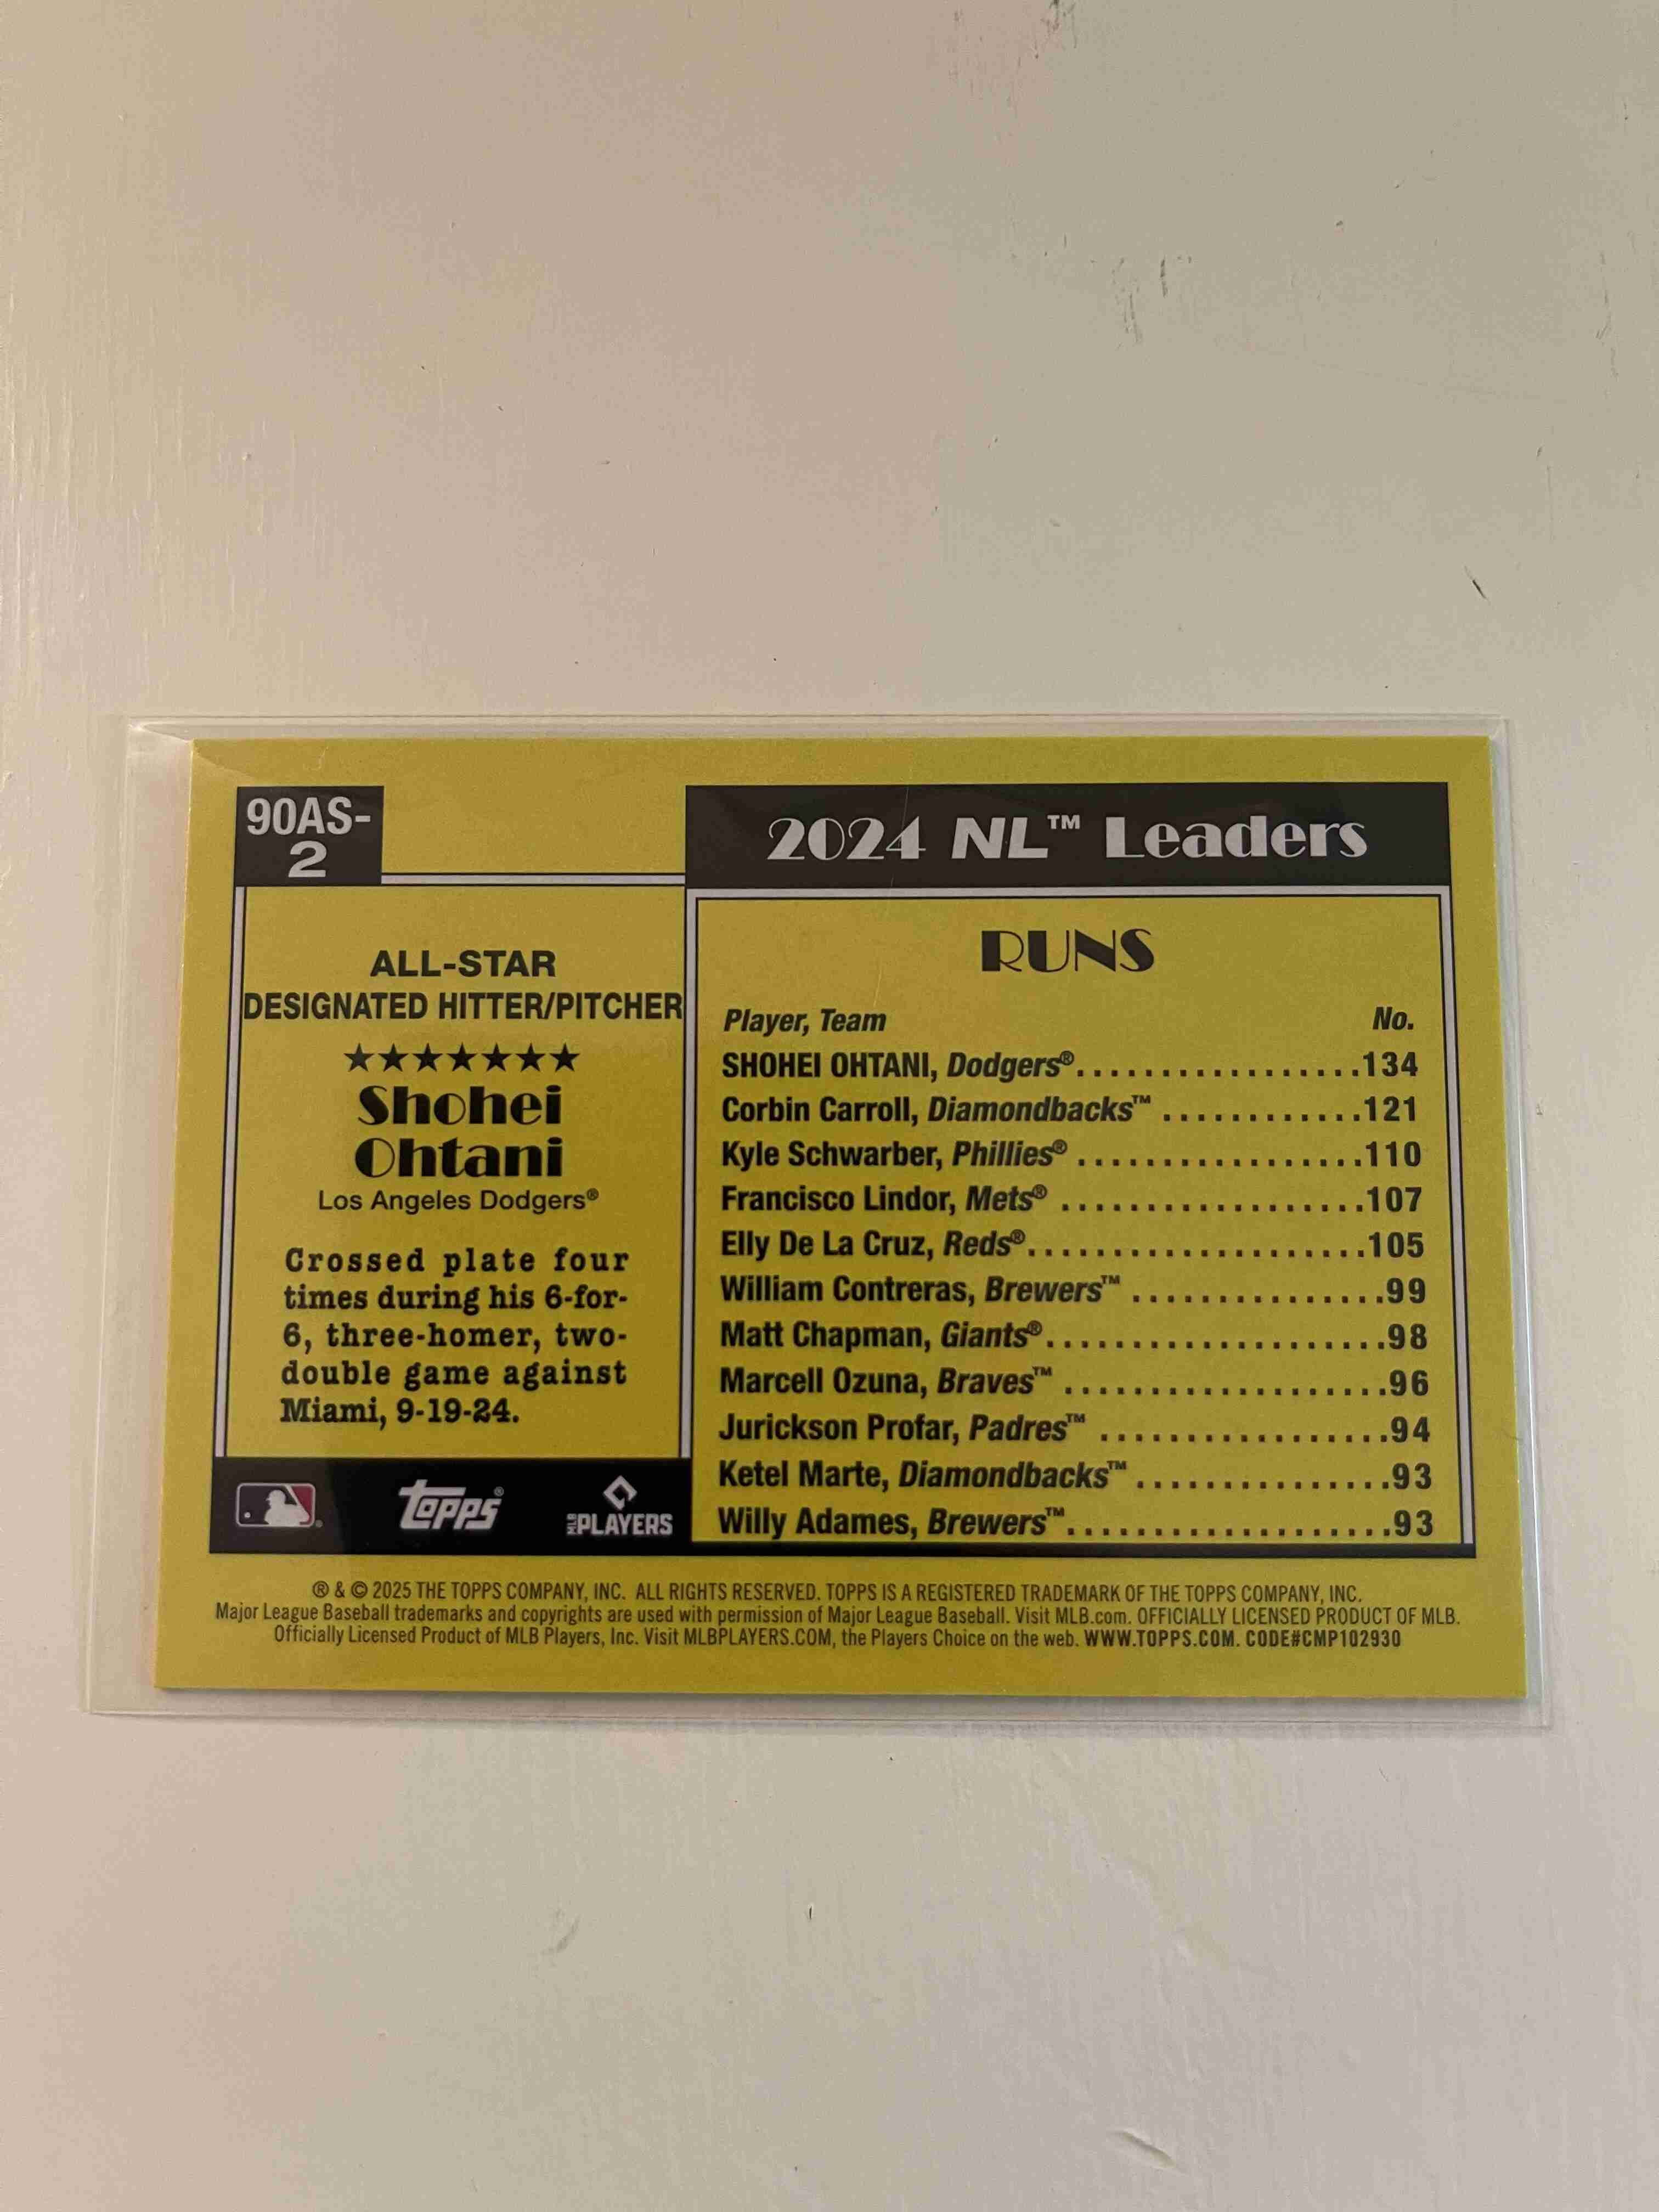 90AS-
2
ALL-STAR
DESIGNATED HITTER/PITCHER
★★★★★★★
Shohei
Ohtani
Los Angeles Dodgers®
Crossed plate four
times during his 6-for-
6, three-homer, two-
double game against
Miami, 9-19-24.
topps®
MLB PLAYERS
2024 NL™ Leaders
RUNS
Player, Team No.
SHOHEI OHTANI, Dodgers®.................134
Corbin Carroll, Diamondbacks™ ............121
Kyle Schwarber, Phillies® .................110
Francisco Lindor, Mets® ..................107
Elly De La Cruz, Reds®....................105
William Contreras, Brewers™ ...............99
Matt Chapman, Giants®....................98
Marcell Ozuna, Braves™ ...................96
Jurickson Profar, Padres™ .................94
Ketel Marte, Diamondbacks™...............93
Willy Adames, Brewers™...................93
® & © 2025 THE TOPPS COMPANY, INC. ALL RIGHTS RESERVED. TOPPS IS A REGISTERED TRADEMARK OF THE TOPPS COMPANY, INC.
Major League Baseball trademarks and copyrights are used with permission of Major League Baseball. Visit MLB.com. OFFICIALLY LICENSED PRODUCT OF MLB.
Officially Licensed Product of MLB Players, Inc. Visit MLBPLAYERS.COM, the Players Choice on the web. WWW.TOPPS.COM. CODE#CMP102930